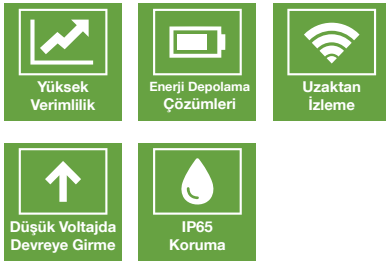 Yüksek
Verimlilik
Enerji Depolama
Çözümleri
Uzaktan
İzleme
Düşük Voltajda
Devreye Girme
IP65
Koruma